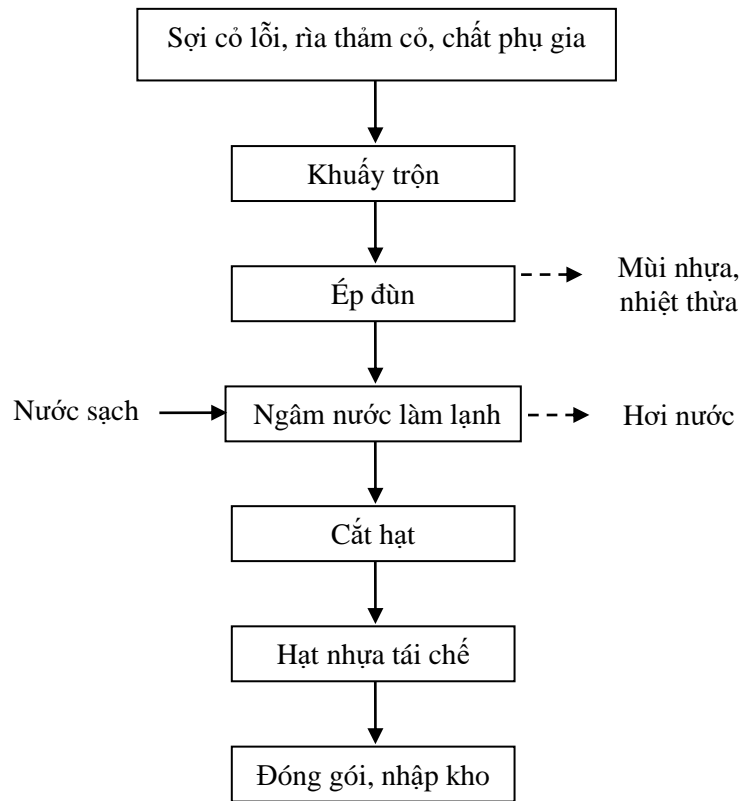 Sợi cỏ lỗi, rìa thảm cỏ, chất phụ gia
Khuấy trộn
Ép đùn
Mùi nhựa,
nhiệt thừa
Nước sạch
Ngâm nước làm lạnh
Hơi nước
Cắt hạt
Hạt nhựa tái chế
Đóng gói, nhập kho